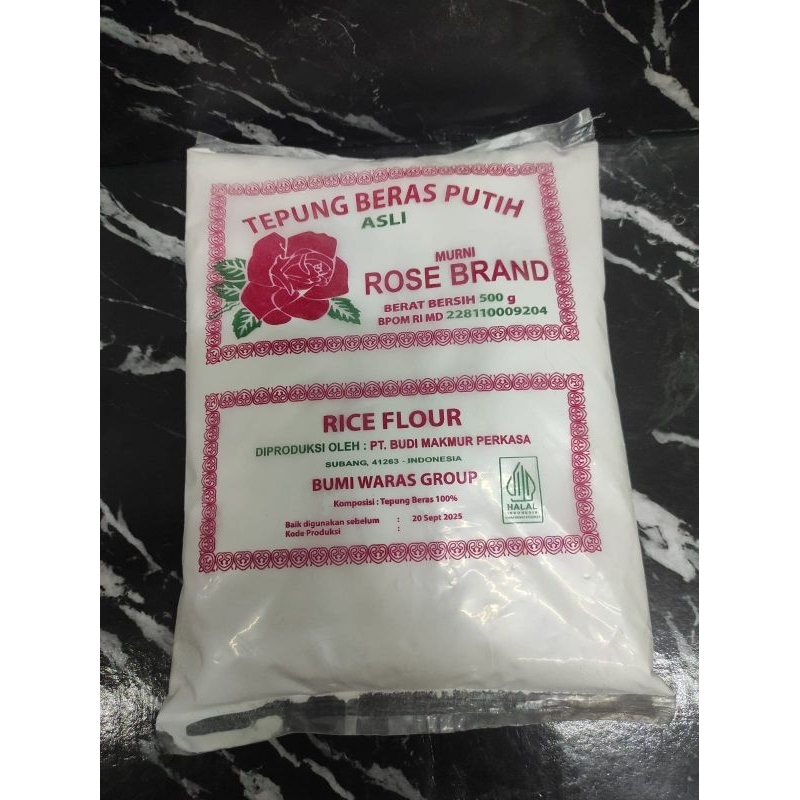 TEPUNG BERAS PUTIH
ASLI
MURNI
ROSE BRAND
BERAT BERSIH 500 g
BPOM RI MD 228110009204
RICE FLOUR
DIPRODUKSI OLEH : PT. BUDI MAKMUR PERKASA
SUBANG, 41263 - INDONESIA
BUMI WARAS GROUP
Komposisi : Tepung Beras 100%
Baik digunakan sebelum : 20 Sept 2025
Kode Produksi :
HALAL
INDONESIA